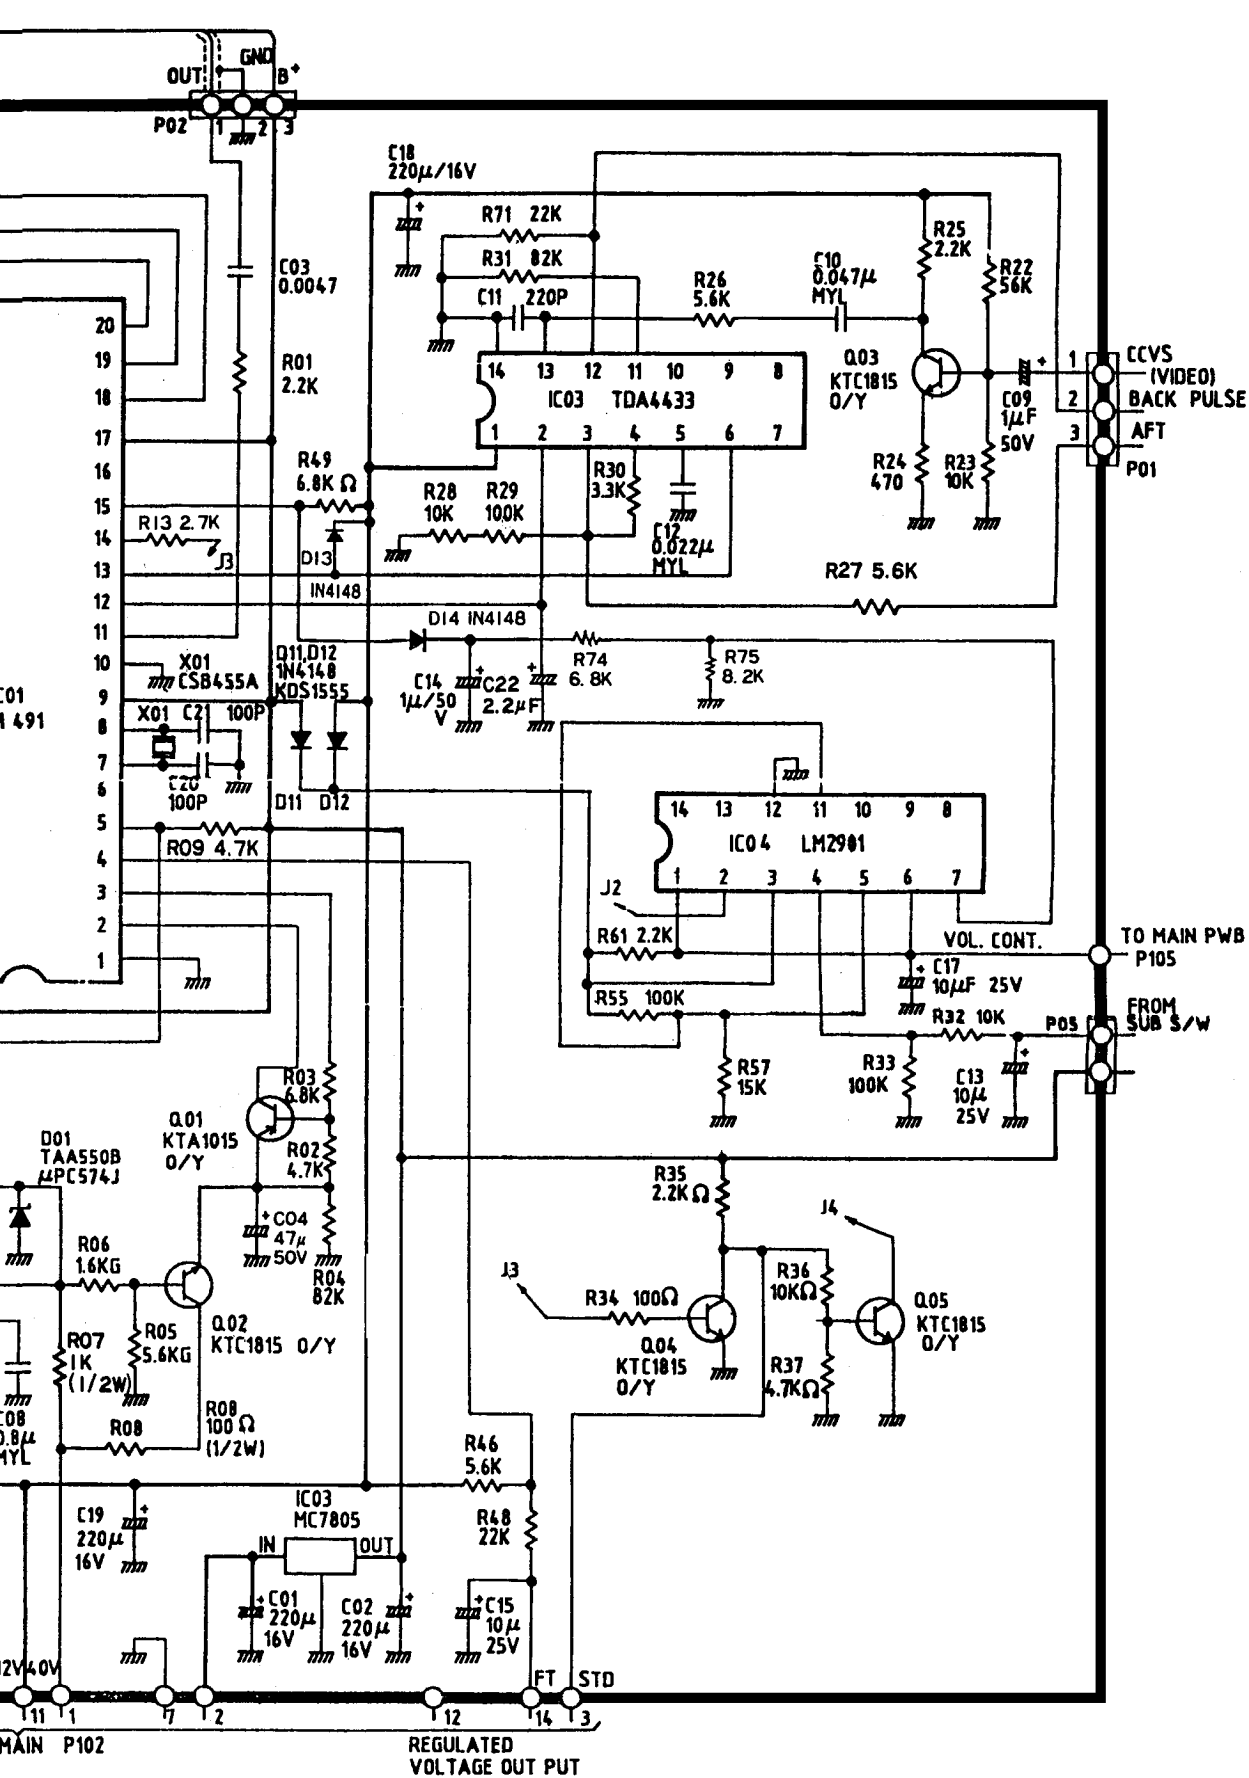 GND
OUT
B+
P02
1
2
3
C18
220μ/16V
R71 22K
R31 82K
C11 220P
R26
5.6K
C10
0.047μ
MYL
R25
2.2K
R22
56K
C03
0.0047
R01
2.2K
20
19
18
17
16
15
14
13
12
11
10
9
8
7
6
5
4
3
2
1
14 13 12 11 10 9 8
IC03 TDA4433
1 2 3 4 5 6 7
Q03
KTC1815
O/Y
C09
1μF
50V
1
CCVS
(VIDEO)
2
BACK PULSE
3
AFT
P01
R24
470
R23
10K
R49
6.8K Ω
R28
10K
R29
100K
R30
3.3K
C12
0.022μ
MYL
R13 2.7K
J3
D13
IN4148
R27 5.6K
D14 IN4148
R74
6.8K
R75
8.2K
X01
CSB455A
D11,D12
1N4148
KDS1555
C14
1μ/50
V
C22
2.2μF
C01
M 491
X01
C21 100P
C20
100P
D11 D12
R09 4.7K
14 13 12 11 10 9 8
IC04 LM2901
1 2 3 4 5 6 7
J2
R61 2.2K
VOL. CONT.
TO MAIN PWB
P105
C17
10μF 25V
R55 100K
R32 10K
P05
FROM
SUB S/W
R57
15K
R33
100K
C13
10μ
25V
R03
6.8K
Q01
KTA1015
O/Y
R02
4.7K
D01
TAA550B
μPC574J
C04
47μ
50V
R04
82K
R06
1.6KG
R05
5.6KG
Q02
KTC1815 O/Y
R07
1K
(1/2W)
R08
R08
100 Ω
(1/2W)
C08
0.8μ
MYL
R35
2.2KΩ
J4
J3
R34 100Ω
Q04
KTC1815
O/Y
R36
10KΩ
R37
4.7KΩ
Q05
KTC1815
O/Y
R46
5.6K
R48
22K
C19
220μ
16V
IC03
MC7805
IN
OUT
C01
220μ
16V
C02
220μ
16V
C15
10μ
25V
12V 40V
FT STD
11 1 7 2 12 14 3
MAIN P102
REGULATED
VOLTAGE OUT PUT